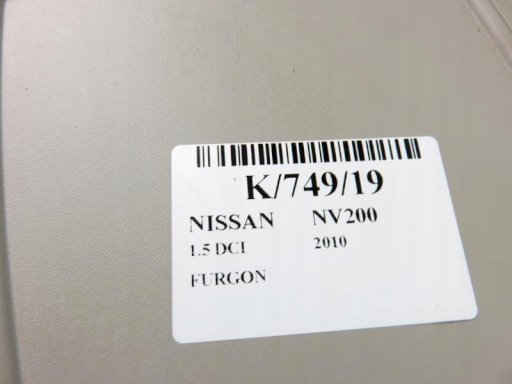 K/749/19
NISSAN NV200
1.5 DCI 2010
FURGON